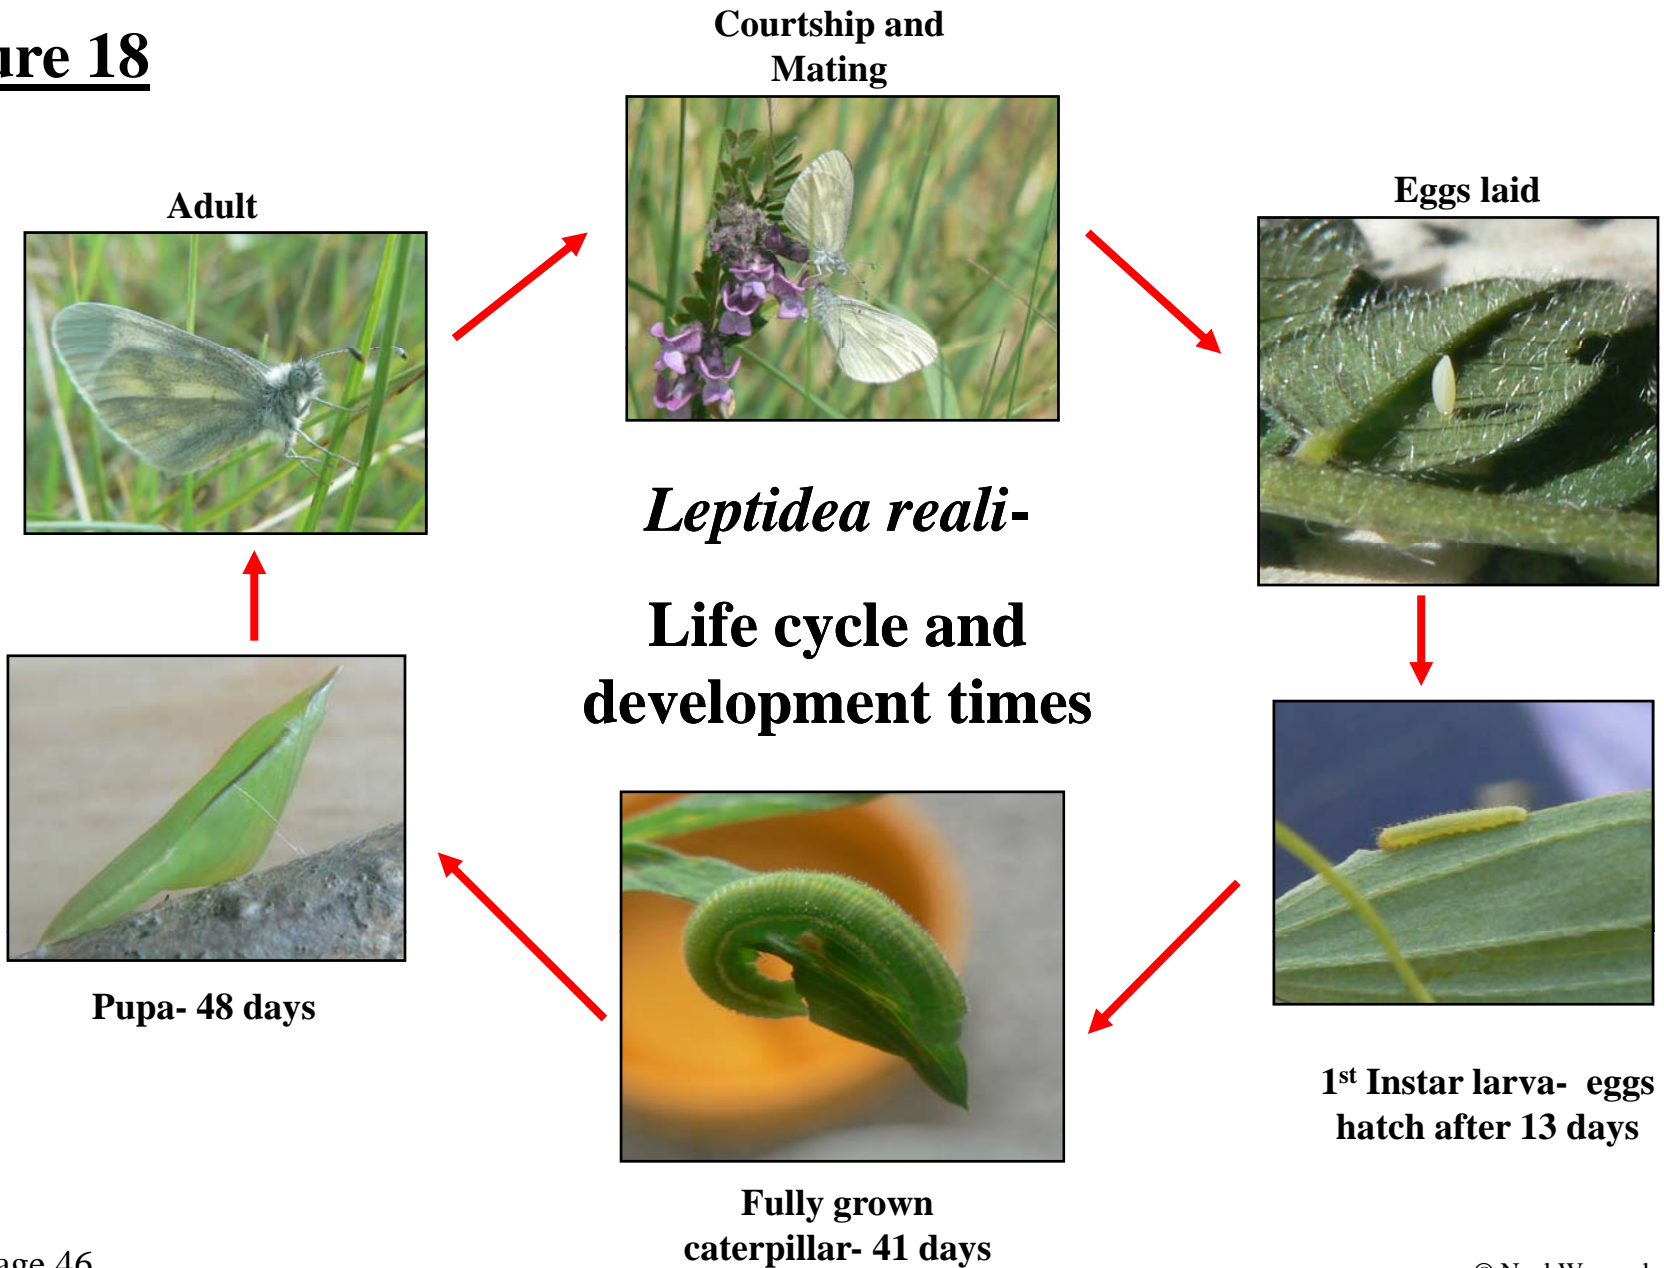 ure 18
Courtship and
Mating
Adult
Eggs laid
Leptidea reali-
Life cycle and
development times
Pupa- 48 days
1st Instar larva- eggs
hatch after 13 days
Fully grown
caterpillar- 41 days
age 46